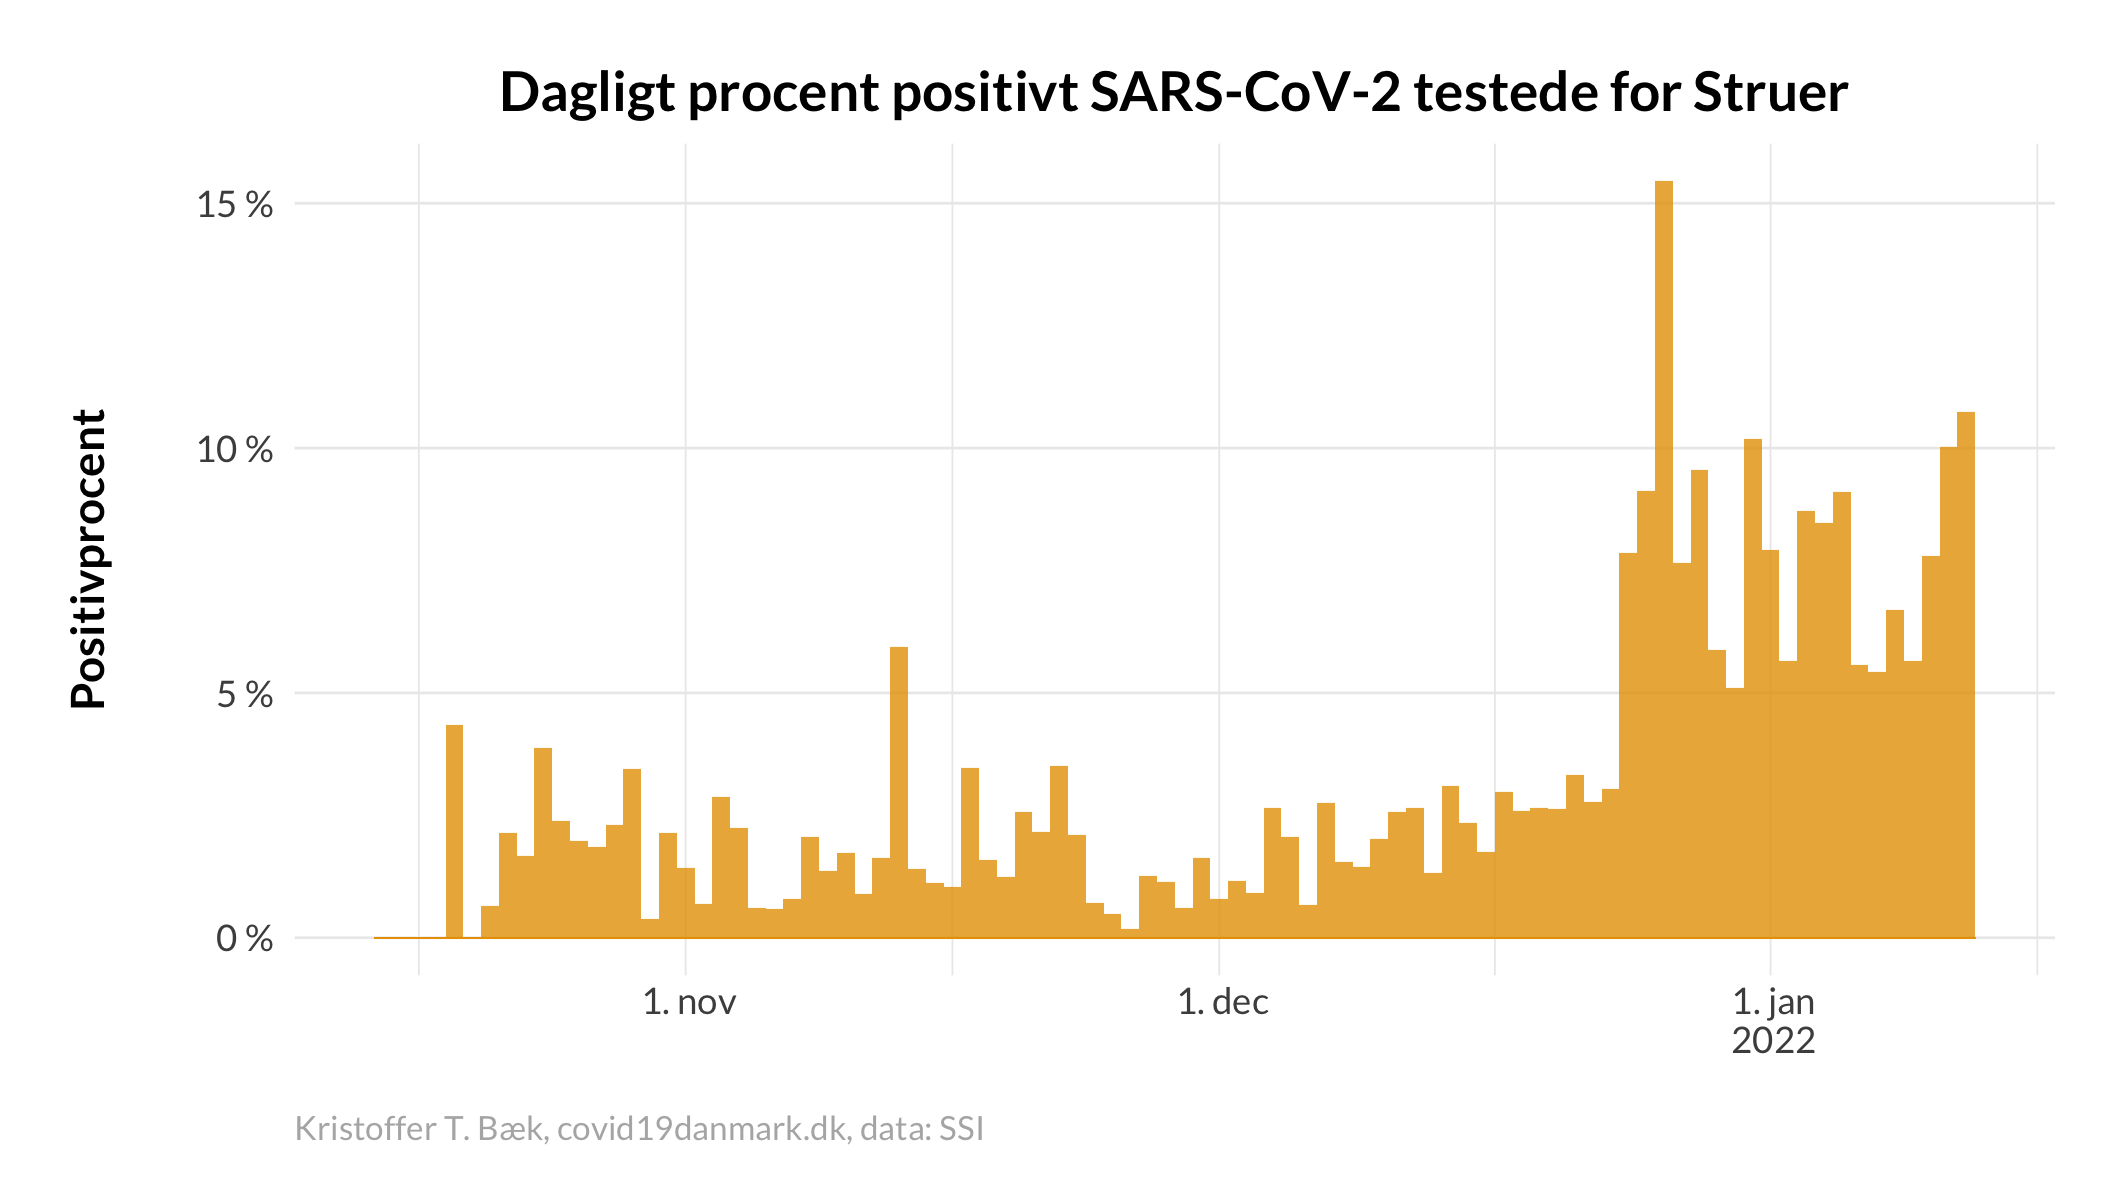 Dagligt procent positivt SARS-CoV-2 testede for Struer
Positivprocent
15 %
10 %
5 %
0 %
1. nov
1. dec
1. jan
2022
Kristoffer T. Bæk, covid19danmark.dk, data: SSI